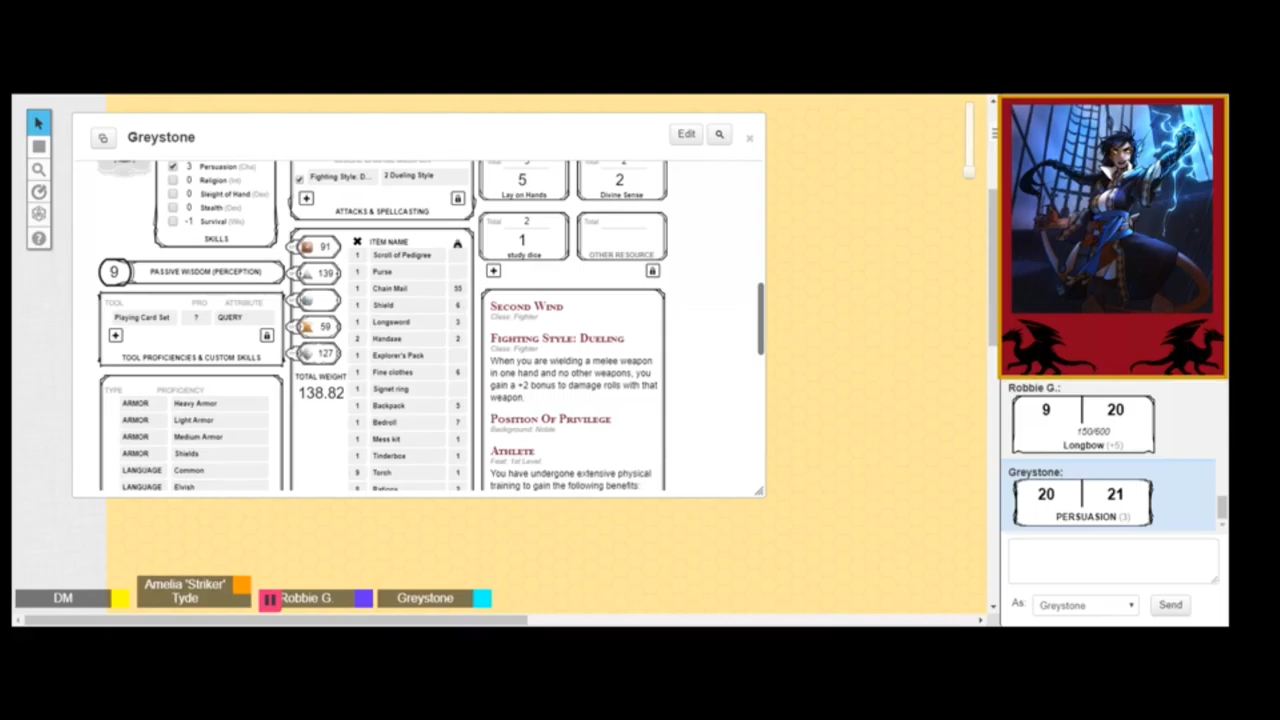 Greystone
Edit
3 Persuasion (Cha)
0 Religion (Int)
0 Sleight of Hand (Dex)
0 Stealth (Dex)
-1 Survival (Wis)
SKILLS
9 PASSIVE WISDOM (PERCEPTION)
TOOL PRO ATTRIBUTE
Playing Card Set ? QUERY
TOOL PROFICIENCIES & CUSTOM SKILLS
TYPE PROFICIENCY
ARMOR Heavy Armor
ARMOR Light Armor
ARMOR Medium Armor
ARMOR Shields
LANGUAGE Common
LANGUAGE Elvish
Fighting Style: D... 2 Dueling Style
ATTACKS & SPELLCASTING
91
139
59
127
TOTAL WEIGHT
138.82
ITEM NAME
1 Scroll of Pedigree
1 Purse
1 Chain Mail 55
1 Shield 6
1 Longsword 3
2 Handaxe 2
1 Explorer's Pack
1 Fine clothes 6
1 Signet ring
1 Backpack 5
1 Bedroll 7
1 Mess kit 1
1 Tinderbox 1
9 Torch 1
Rations
5
Lay on Hands
2
Divine Sense
Total 2
1
study dice
Total
OTHER RESOURCE
SECOND WIND
Class: Fighter
FIGHTING STYLE: DUELING
Class: Fighter
When you are wielding a melee weapon
in one hand and no other weapons, you
gain a +2 bonus to damage rolls with that
weapon.
POSITION OF PRIVILEGE
Background: Noble
ATHLETE
Feat: 1st Level
You have undergone extensive physical
training to gain the following benefits:
DM
Amelia 'Striker'
Tyde
Robbie G.
Greystone
Robbie G.:
9 20
150/600
Longbow (+5)
Greystone:
20 21
PERSUASION (3)
As: Greystone Send